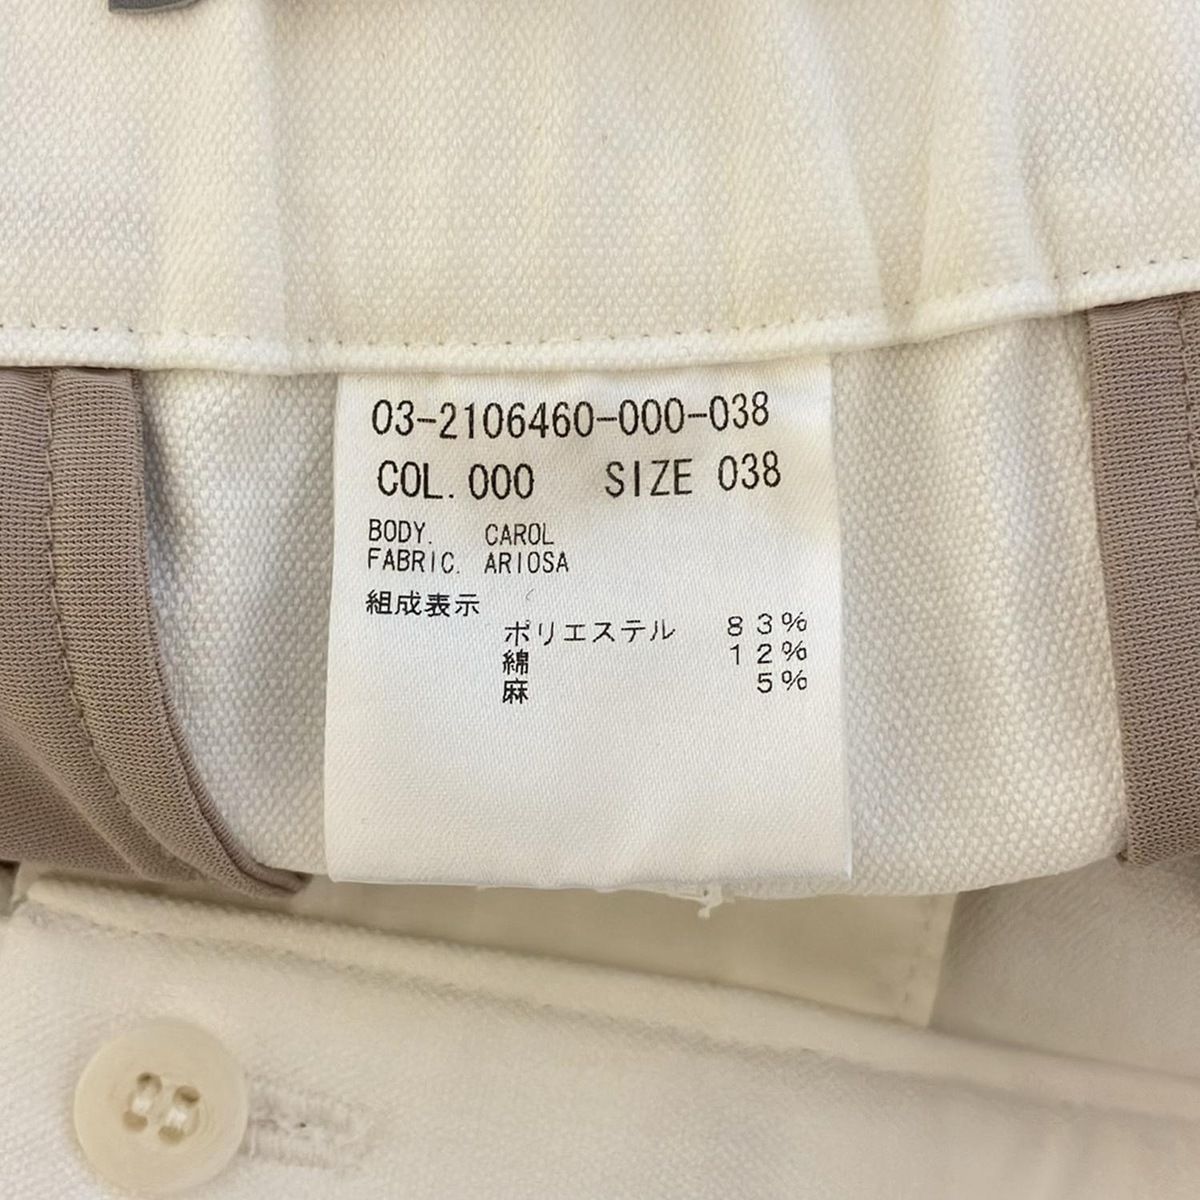 03-2106460-000-038
COL. 000 SIZE 038
BODY. CAROL
FABRIC. ARIOSA
組成表示
ポリエステル 83%
綿 12%
麻 5%